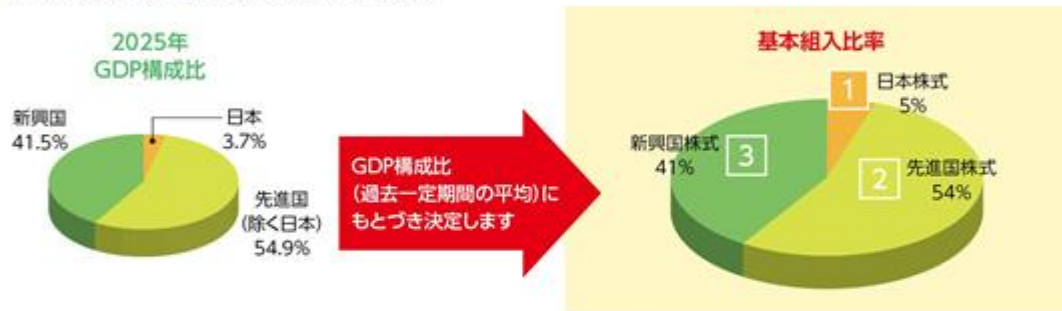 2025年
GDP構成比
新興国
41.5%
日本
3.7%
先進国
(除く日本)
54.9%
GDP構成比
(過去一定期間の平均)に
もとづき決定します
基本組入比率
1
日本株式
5%
新興国株式
41%
3
2
先進国株式
54%